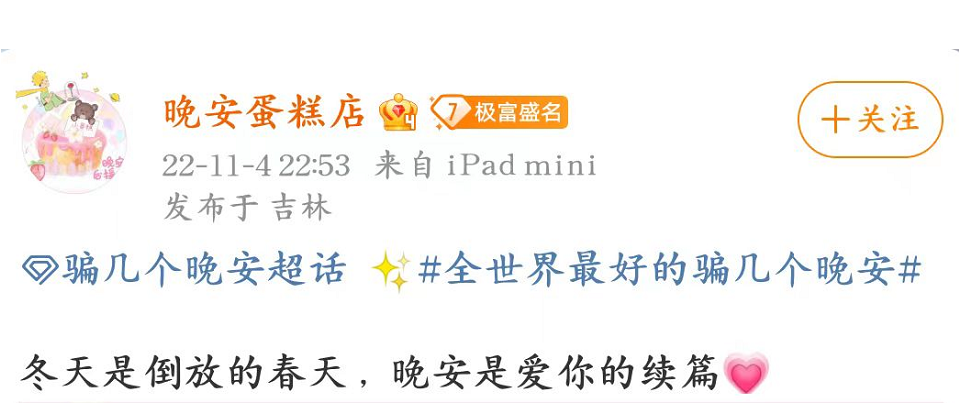 晚安蛋糕店 4 7 极富盛名
+关注
22-11-4 22:53 来自 iPad mini
发布于 吉林
骗几个晚安超话 #全世界最好的骗几个晚安#
冬天是倒放的春天，晚安是爱你的续篇